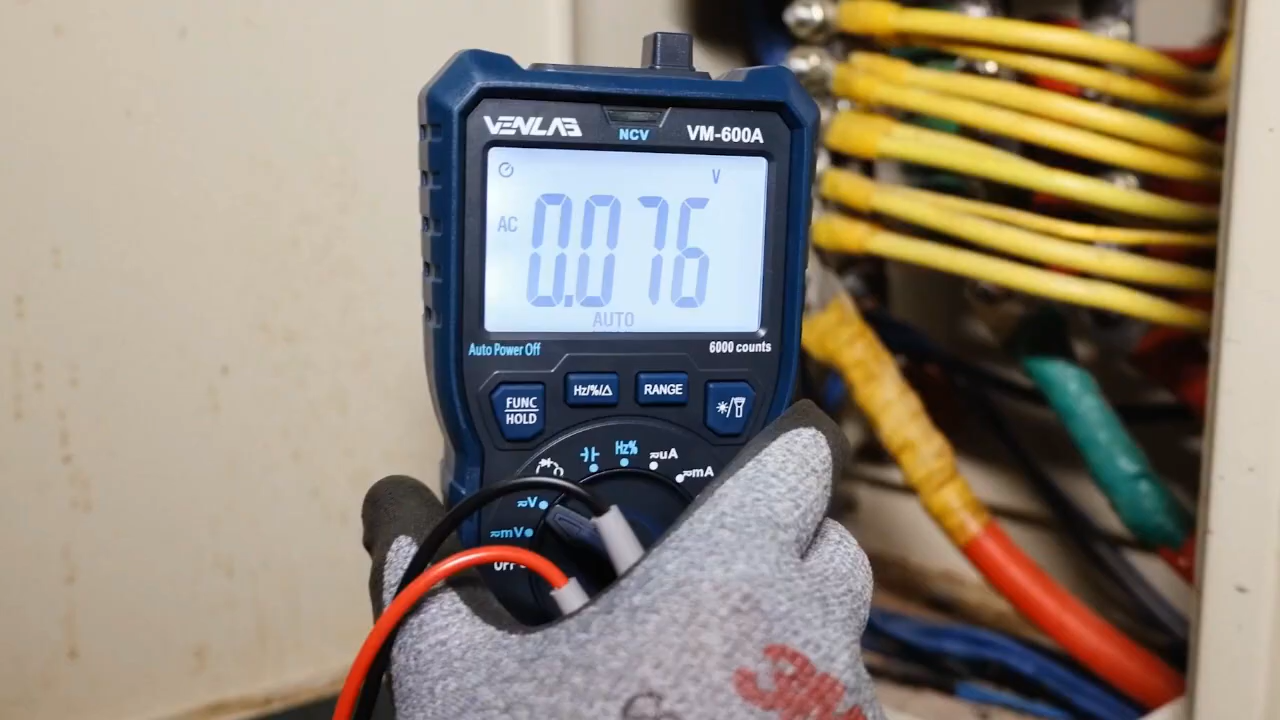 VENLAB
NCV
VM-600A
V
AC
0.076
AUTO
Auto Power Off
6000 counts
FUNC
HOLD
Hz/%/△
RANGE
Hz%
≂uA
≂mA
≂V
≂mV
OFF
3M